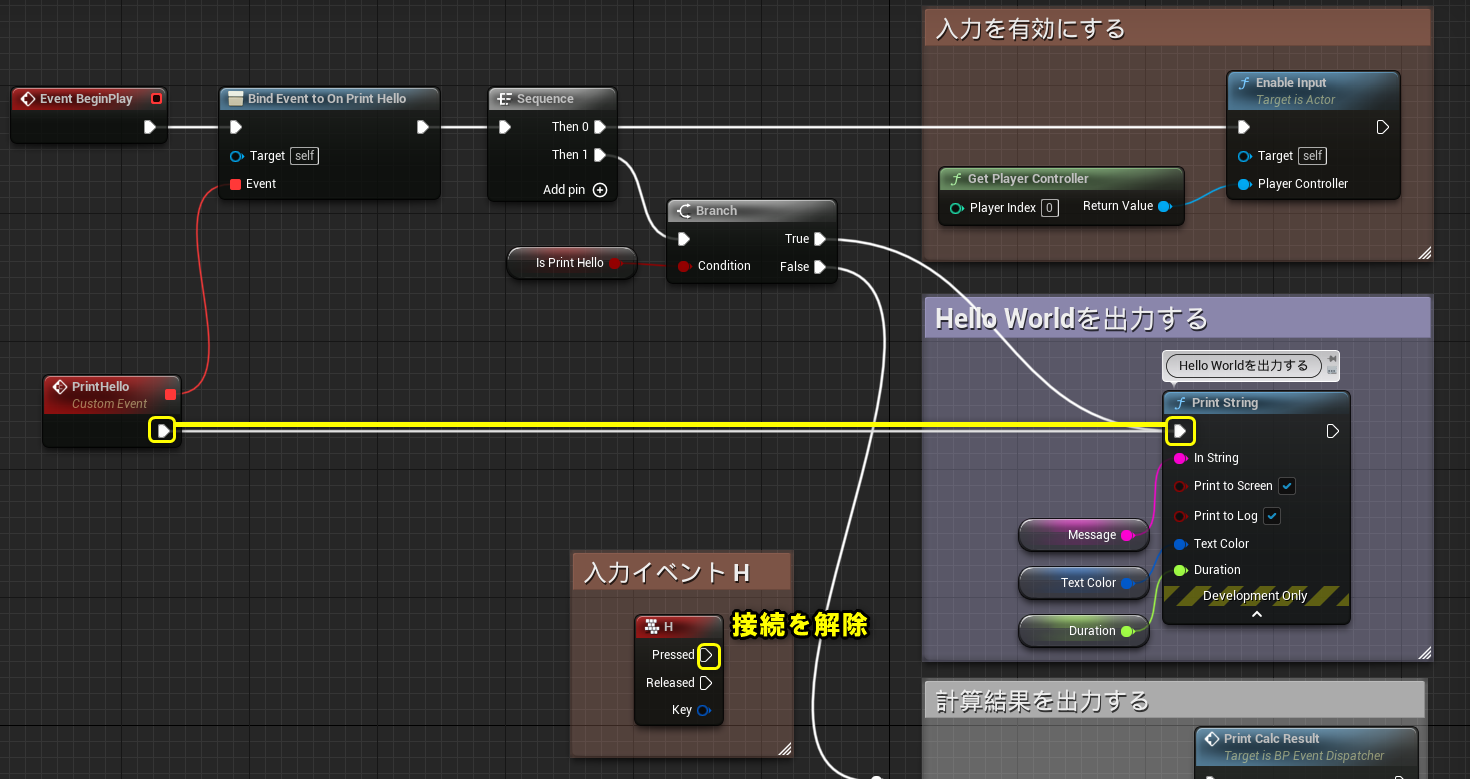 入力を有効にする
Event BeginPlay
Bind Event to On Print Hello
Target self
Event
Sequence
Then 0
Then 1
Add pin
Enable Input
Target is Actor
Target self
Player Controller
Get Player Controller
Player Index 0
Return Value
Branch
True
Condition
False
Is Print Hello
Hello Worldを出力する
Hello Worldを出力する
PrintHello
Custom Event
Print String
In String
Print to Screen
Print to Log
Text Color
Duration
Development Only
Message
Text Color
Duration
入力イベント H
接続を解除
H
Pressed
Released
Key
計算結果を出力する
Print Calc Result
Target is BP Event Dispatcher